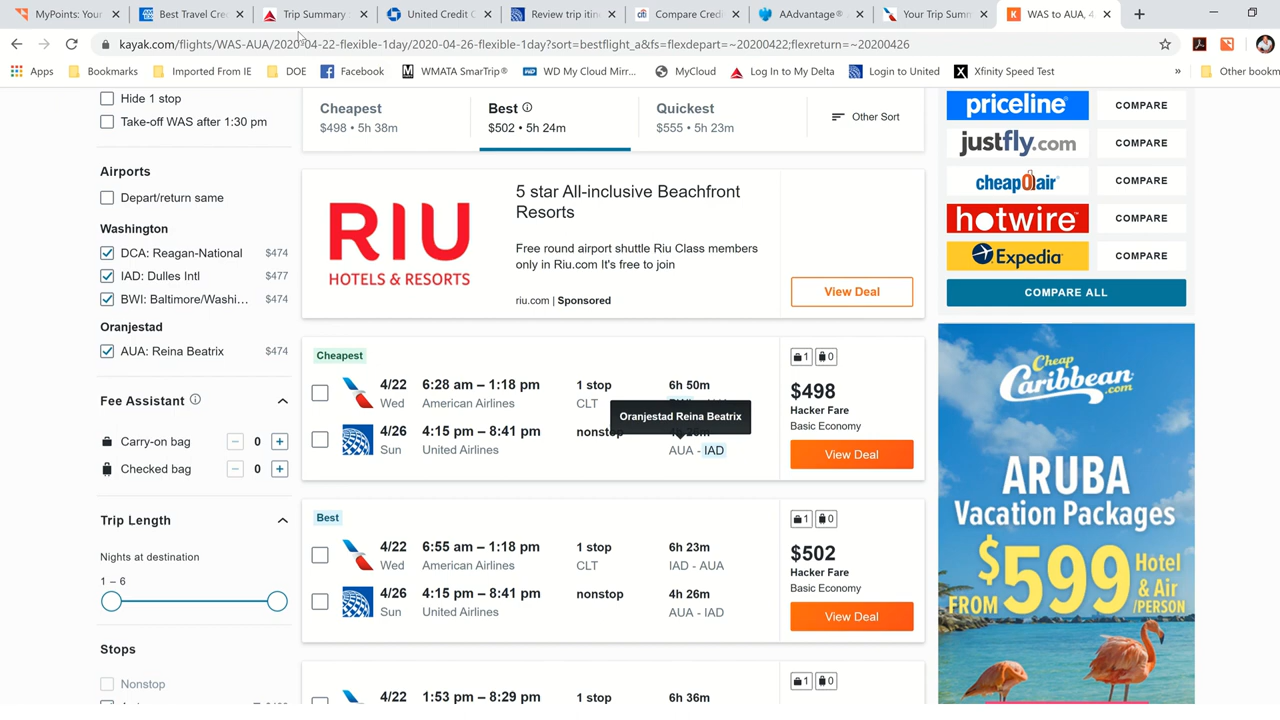 MyPoints: Your
Best Travel Cre
Trip Summary
United Credit C
Review trip itin
Compare Credi
AAdvantage®
Your Trip Summ
WAS to AUA, 4
kayak.com/flights/WAS-AUA/2020-04-22-flexible-1day/2020-04-26-flexible-1day?sort=bestflight_a&fs=flexdepart=~20200422;flexreturn=~20200426
Apps
Bookmarks
Imported From IE
DOE
Facebook
WMATA SmarTrip®
WD My Cloud Mirr...
MyCloud
Log In to My Delta
Login to United
Xfinity Speed Test
»
Other bookm
Hide 1 stop
Take-off WAS after 1:30 pm
Airports
Depart/return same
Washington
DCA: Reagan-National $474
IAD: Dulles Intl $477
BWI: Baltimore/Washi... $474
Oranjestad
AUA: Reina Beatrix $474
Fee Assistant
Carry-on bag − 0 +
Checked bag − 0 +
Trip Length
Nights at destination
1 – 6
Stops
Nonstop
Cheapest
$498 • 5h 38m
Best
$502 • 5h 24m
Quickest
$555 • 5h 23m
Other Sort
RIU
HOTELS & RESORTS
5 star All-inclusive Beachfront
Resorts
Free round airport shuttle Riu Class members
only in Riu.com It's free to join
riu.com | Sponsored
View Deal
Cheapest
4/22 6:28 am – 1:18 pm 1 stop 6h 50m
Wed American Airlines CLT
Oranjestad Reina Beatrix
4/26 4:15 pm – 8:41 pm nonstop
Sun United Airlines AUA - IAD
1 0
$498
Hacker Fare
Basic Economy
View Deal
Best
4/22 6:55 am – 1:18 pm 1 stop 6h 23m
Wed American Airlines CLT IAD - AUA
4/26 4:15 pm – 8:41 pm nonstop 4h 26m
Sun United Airlines AUA - IAD
1 0
$502
Hacker Fare
Basic Economy
View Deal
4/22 1:53 pm – 8:29 pm 1 stop 6h 36m
1 0
priceline COMPARE
justfly.com COMPARE
cheapOair COMPARE
hotwire COMPARE
Expedia COMPARE
COMPARE ALL
Cheap
Caribbean.com
ARUBA
Vacation Packages
FROM $599 Hotel
& Air
/PERSON